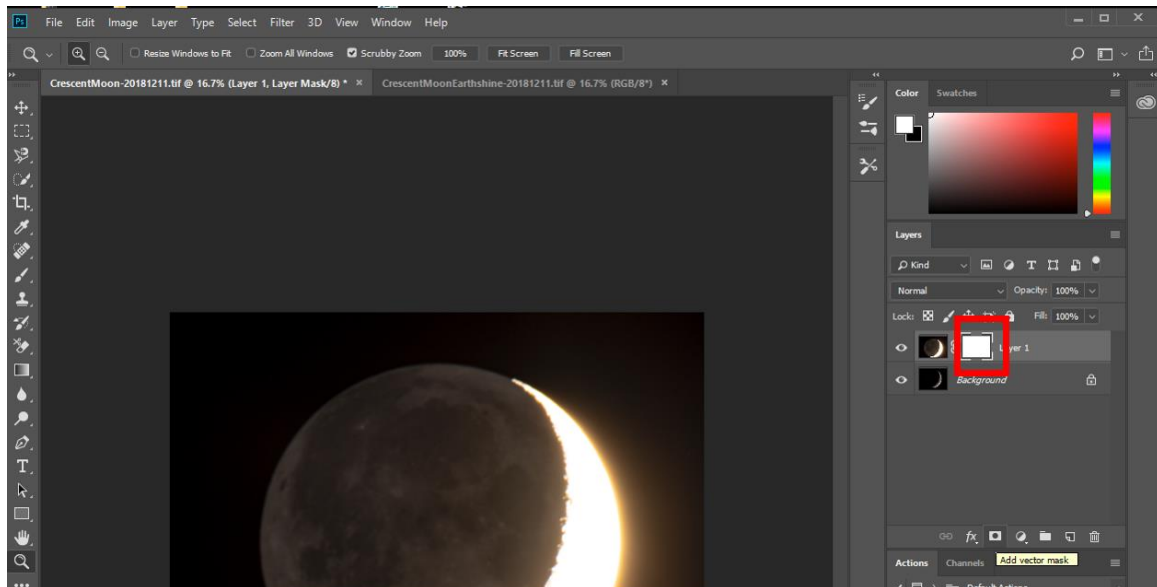 Ps File Edit Image Layer Type Select Filter 3D View Window Help
Resize Windows to Fit Zoom All Windows Scrubby Zoom 100% Fit Screen Fill Screen
CrescentMoon-20181211.tif @ 16.7% (Layer 1, Layer Mask/8) * × CrescentMoonEarthshine-20181211.tif @ 16.7% (RGB/8*) ×
Color Swatches
Layers
Kind
Normal Opacity: 100%
Lock: Fill: 100%
Layer 1
Background
fx
Add vector mask
Actions Channels
Default Actions